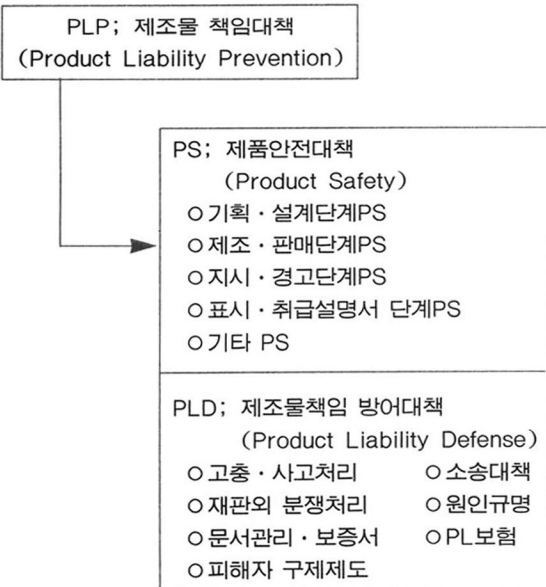 PLP; 제조물 책임대책
(Product Liability Prevention)
PS; 제품안전대책
(Product Safety)
○기획·설계단계PS
○제조·판매단계PS
○지시·경고단계PS
○표시·취급설명서 단계PS
○기타 PS
PLD; 제조물책임 방어대책
(Product Liability Defense)
○고충·사고처리 ○소송대책
○재판외 분쟁처리 ○원인규명
○문서관리·보증서 ○PL보험
○피해자 구제제도